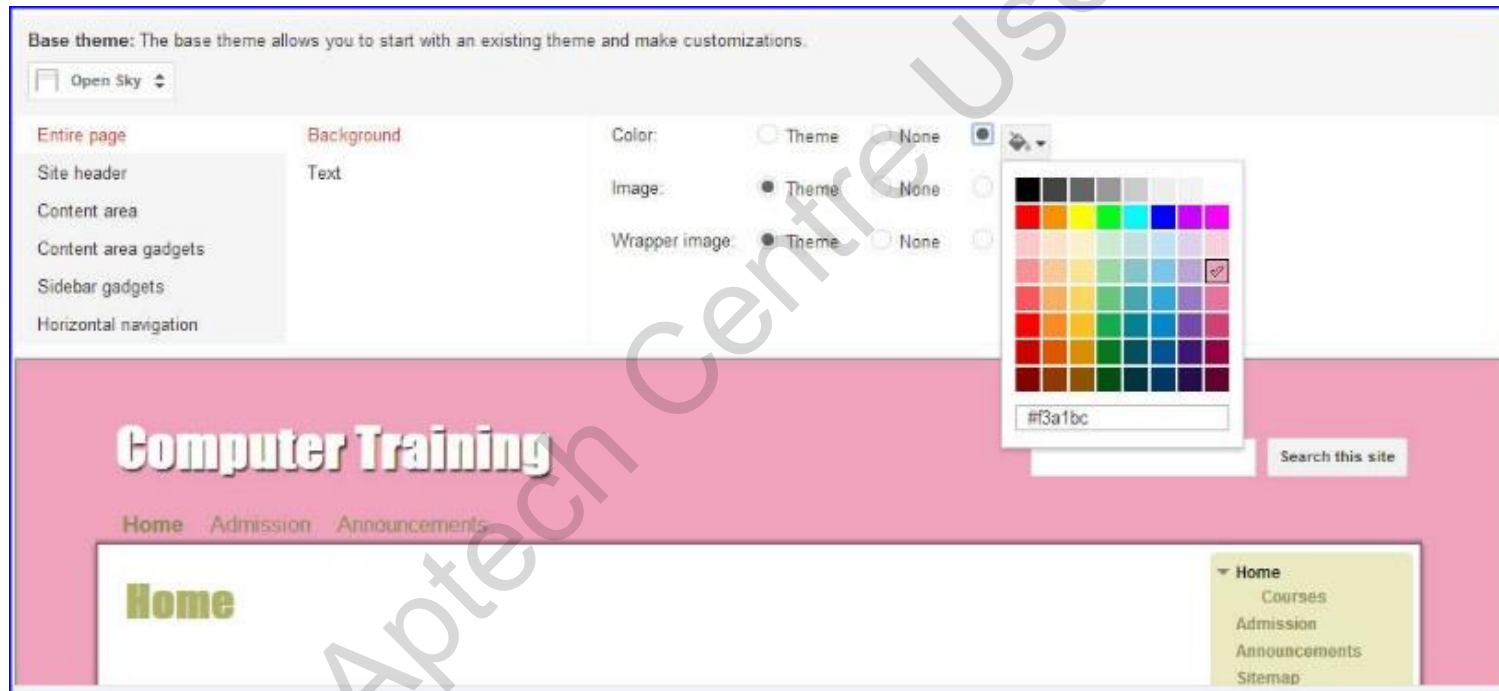 Base theme: The base theme allows you to start with an existing theme and make customizations.
Open Sky
Entire page
Site header
Content area
Content area gadgets
Sidebar gadgets
Horizontal navigation
Background
Text
Color: Theme None
Image: Theme None
Wrapper image: Theme None
#f3a1bc
Computer Training
Search this site
Home Admission Announcements
Home
Home
Courses
Admission
Announcements
Sitemap
Aptech Centre Use